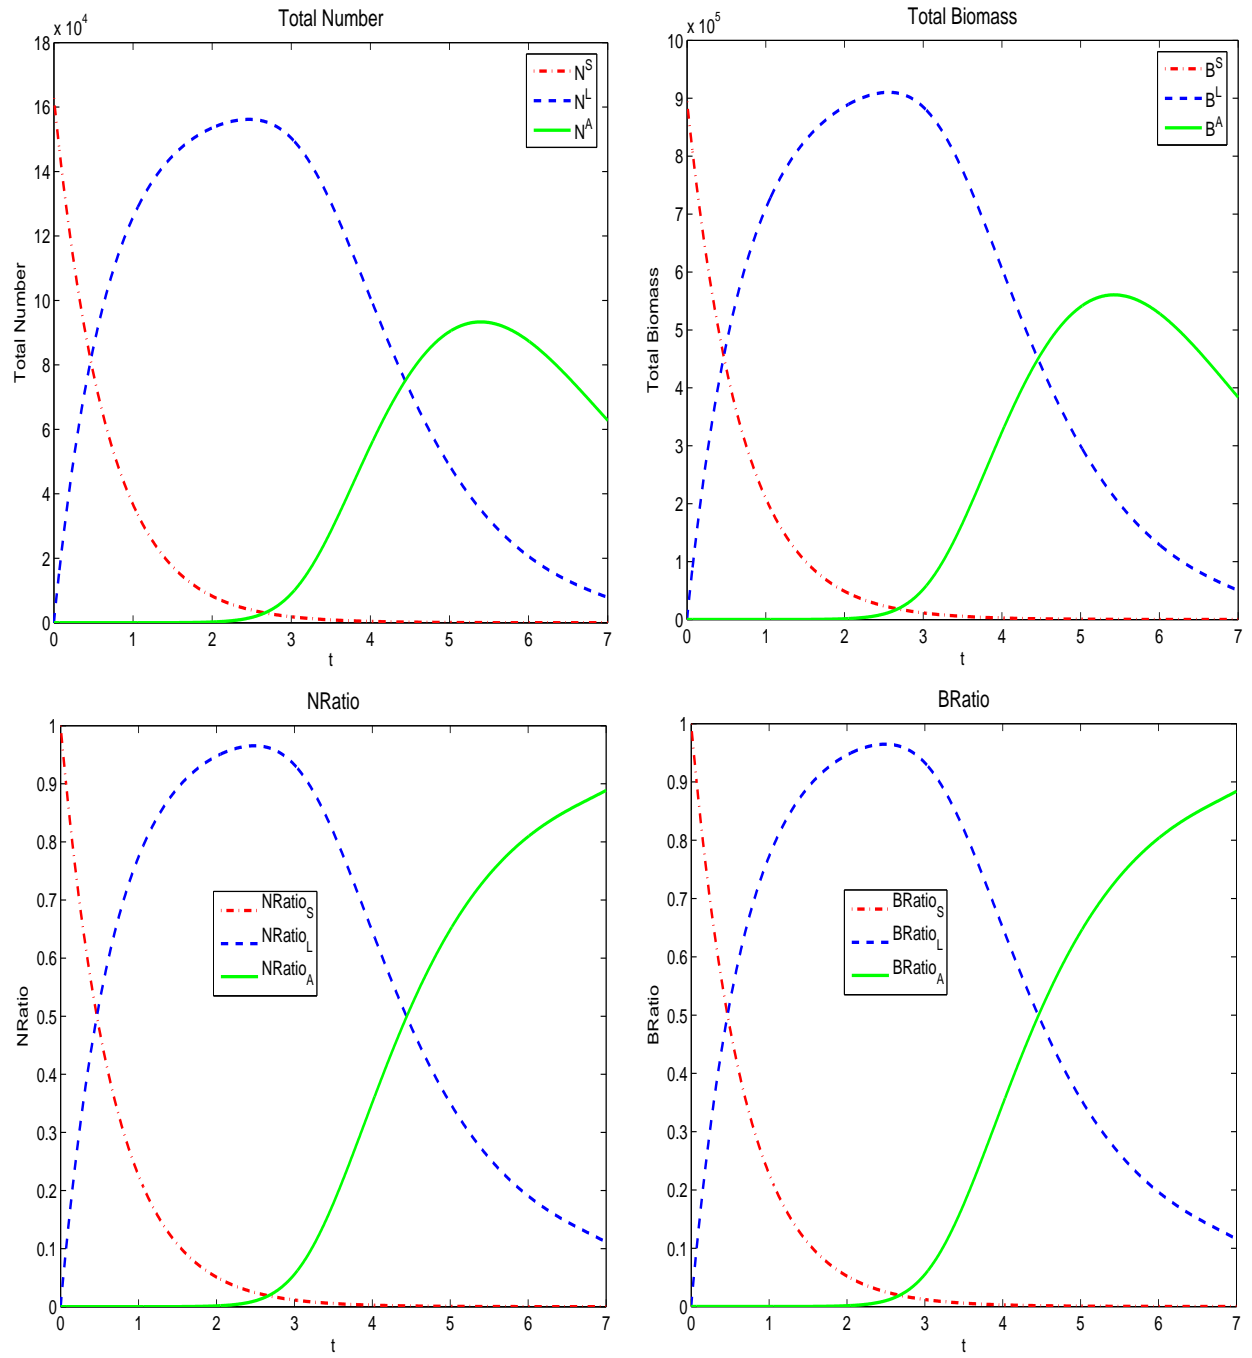 Total Number
x 10^4
18
16
14
12
10
8
6
4
2
0
0 1 2 3 4 5 6 7
t
Total Number
N^S
N^L
N^A
Total Biomass
x 10^5
10
9
8
7
6
5
4
3
2
1
0
0 1 2 3 4 5 6 7
t
Total Biomass
B^S
B^L
B^A
NRatio
1
0.9
0.8
0.7
0.6
0.5
0.4
0.3
0.2
0.1
0
0 1 2 3 4 5 6 7
t
NRatio
NRatio_S
NRatio_L
NRatio_A
BRatio
1
0.9
0.8
0.7
0.6
0.5
0.4
0.3
0.2
0.1
0
0 1 2 3 4 5 6 7
t
BRatio
BRatio_S
BRatio_L
BRatio_A